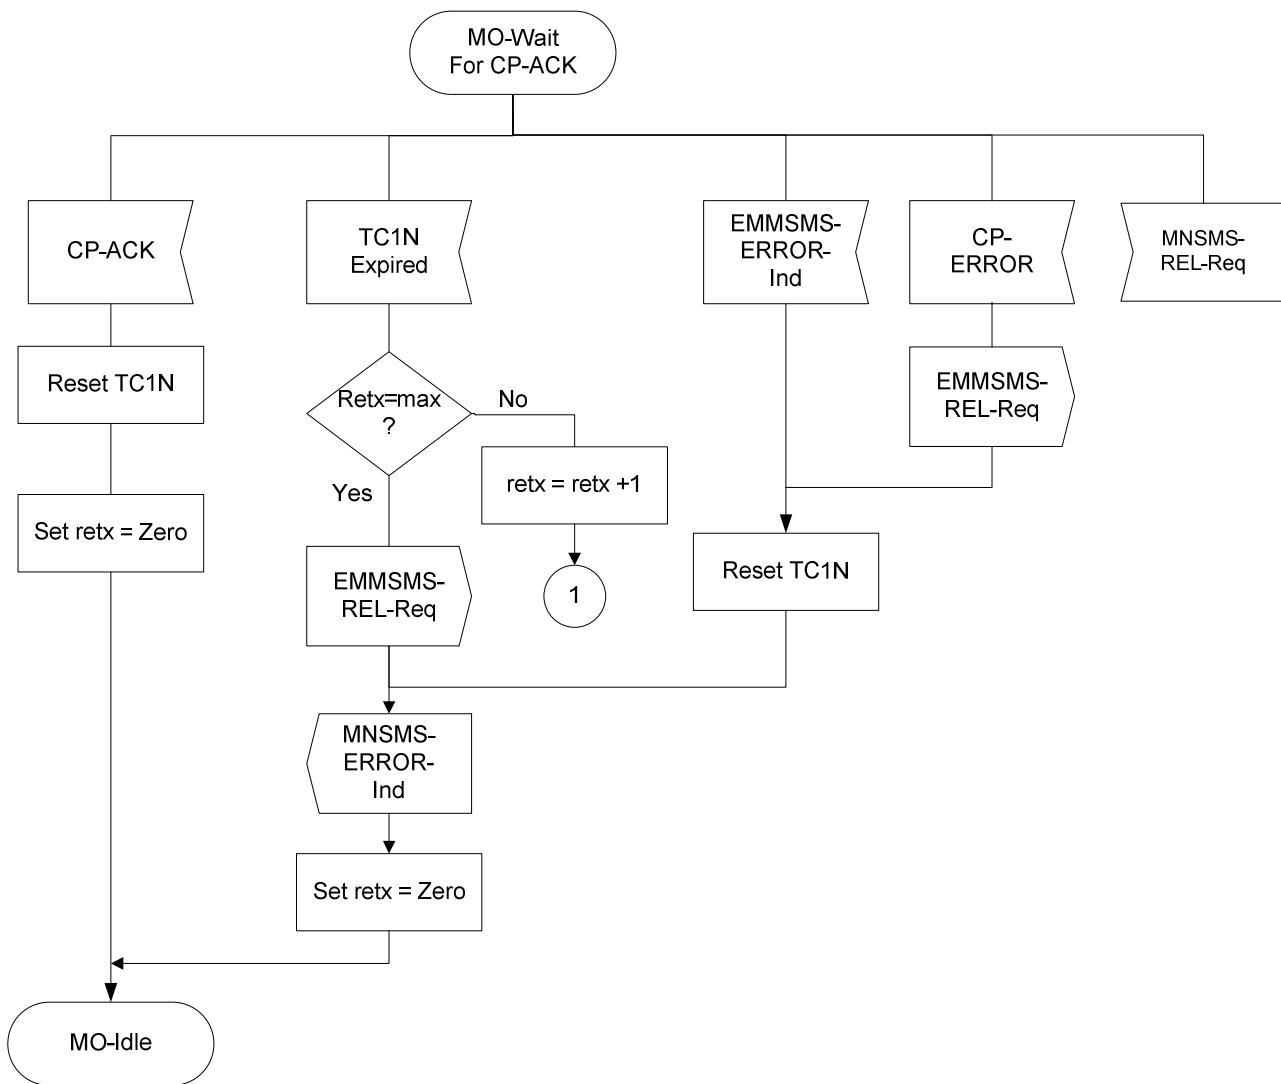 MO-Wait
For CP-ACK
CP-ACK
TC1N
Expired
EMMSMS-
ERROR-
Ind
CP-
ERROR
MNSMS-
REL-Req
Reset TC1N
Retx=max
?
No
EMMSMS-
REL-Req
retx = retx +1
Yes
Set retx = Zero
EMMSMS-
REL-Req
1
Reset TC1N
MNSMS-
ERROR-
Ind
Set retx = Zero
MO-Idle